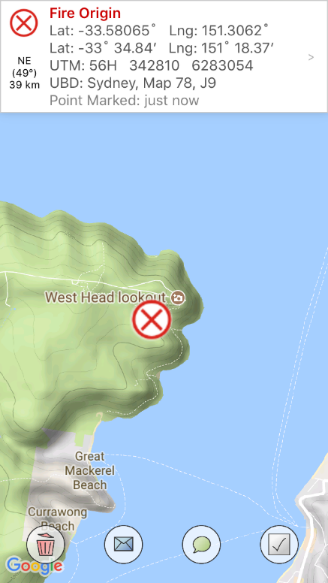 Fire Origin
Lat: -33.58065° Lng: 151.3062°
Lat: -33° 34.84' Lng: 151° 18.37'
NE
(49°)
39 km
UTM: 56H 342810 6283054
UBD: Sydney, Map 78, J9
Point Marked: just now
West Head lookout
Great
Mackerel
Beach
Currawong
Beach
Google